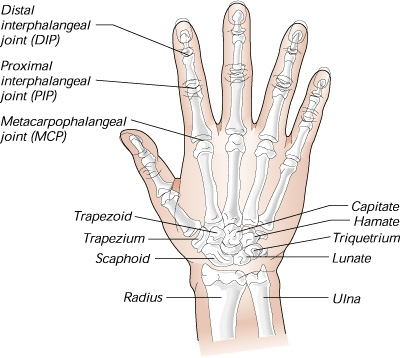 Distal
interphalangeal
joint (DIP)
Proximal
interphalangeal
joint (PIP)
Metacarpophalangeal
joint (MCP)
Trapezoid
Trapezium
Scaphoid
Radius
Capitate
Hamate
Triquetrium
Lunate
Ulna